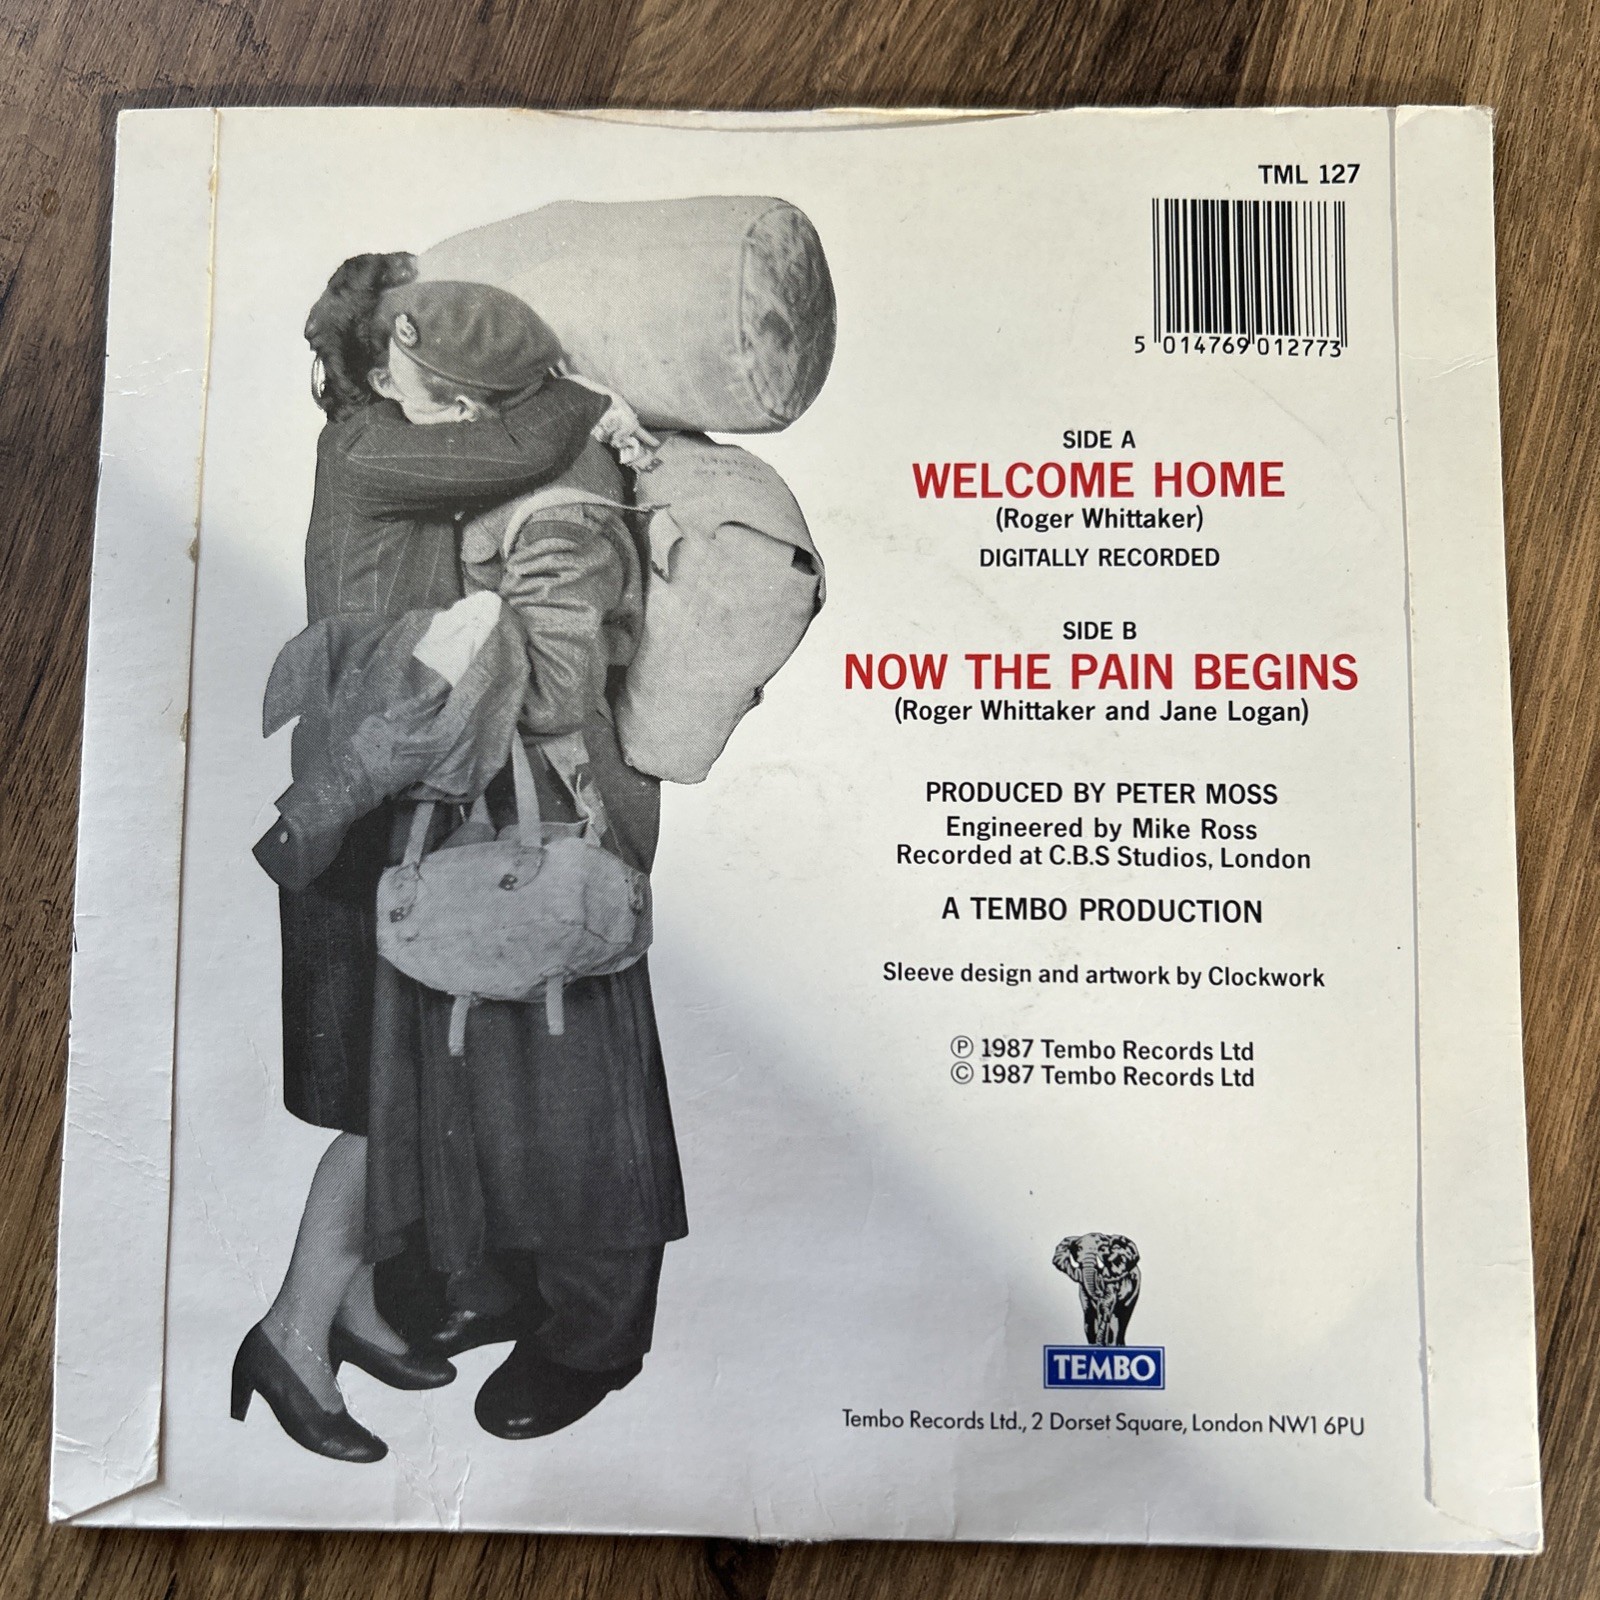 TML 127
5 014769 012773
SIDE A
WELCOME HOME
(Roger Whittaker)
DIGITALLY RECORDED
SIDE B
NOW THE PAIN BEGINS
(Roger Whittaker and Jane Logan)
PRODUCED BY PETER MOSS
Engineered by Mike Ross
Recorded at C.B.S Studios, London
A TEMBO PRODUCTION
Sleeve design and artwork by Clockwork
℗ 1987 Tembo Records Ltd
© 1987 Tembo Records Ltd
TEMBO
Tembo Records Ltd., 2 Dorset Square, London NW1 6PU